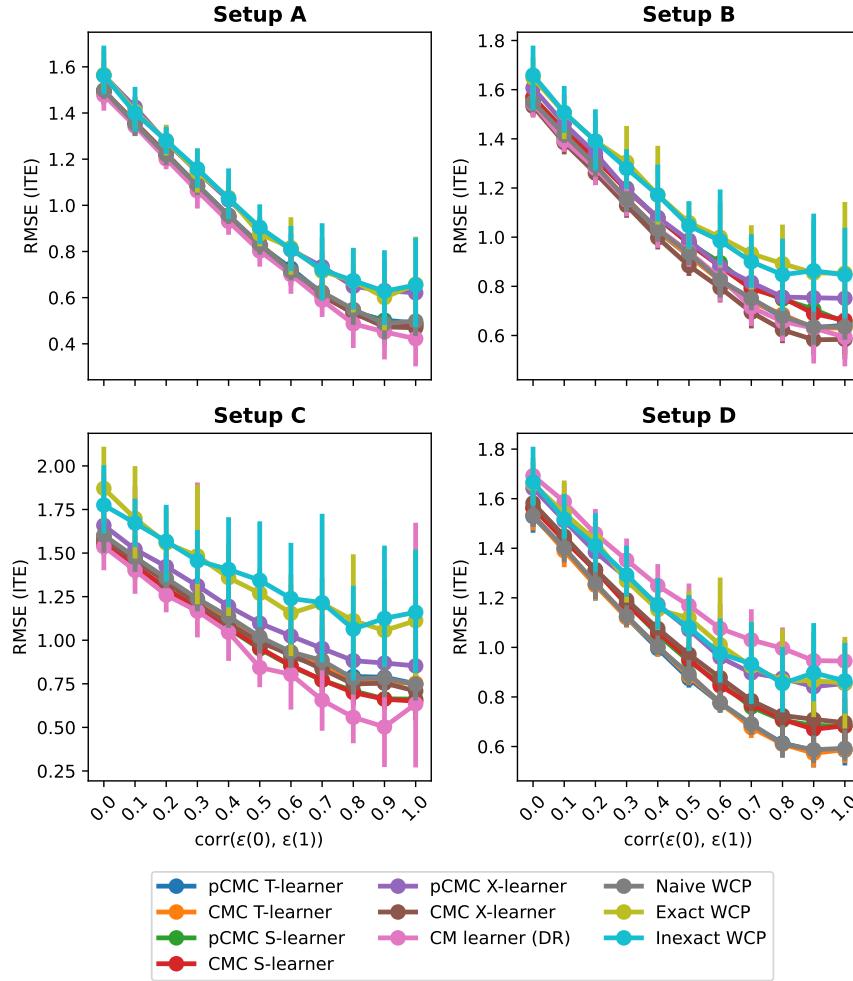 Setup A
Setup B
RMSE (ITE)
1.6
1.4
1.2
1.0
0.8
0.6
0.4
RMSE (ITE)
1.8
1.6
1.4
1.2
1.0
0.8
0.6
Setup C
Setup D
RMSE (ITE)
2.00
1.75
1.50
1.25
1.00
0.75
0.50
0.25
0.0 0.1 0.2 0.3 0.4 0.5 0.6 0.7 0.8 0.9 1.0
corr(ε(0), ε(1))
RMSE (ITE)
1.8
1.6
1.4
1.2
1.0
0.8
0.6
0.0 0.1 0.2 0.3 0.4 0.5 0.6 0.7 0.8 0.9 1.0
corr(ε(0), ε(1))
pCMC T-learner
CMC T-learner
pCMC S-learner
CMC S-learner
pCMC X-learner
CMC X-learner
CM learner (DR)
Naive WCP
Exact WCP
Inexact WCP